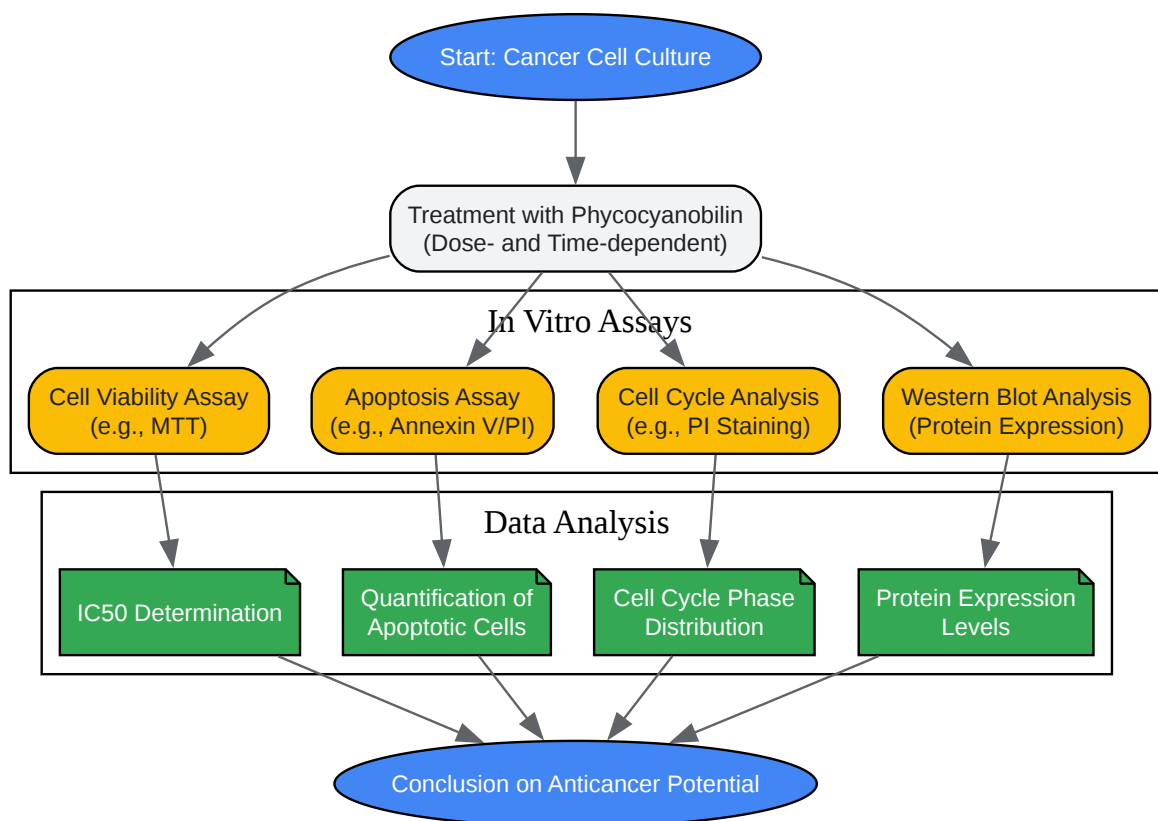 Start: Cancer Cell Culture
Treatment with Phycocyanobilin
(Dose- and Time-dependent)
In Vitro Assays
Cell Viability Assay
(e.g., MTT)
Apoptosis Assay
(e.g., Annexin V/PI)
Cell Cycle Analysis
(e.g., PI Staining)
Western Blot Analysis
(Protein Expression)
Data Analysis
IC50 Determination
Quantification of
Apoptotic Cells
Cell Cycle Phase
Distribution
Protein Expression
Levels
Conclusion on Anticancer Potential